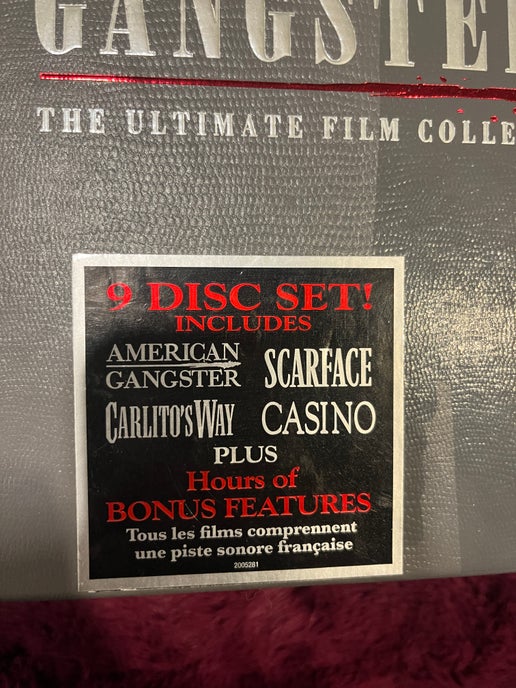 GANGSTE
THE ULTIMATE FILM COLLE
9 DISC SET!
INCLUDES
AMERICAN
GANGSTER
SCARFACE
CARLITO'S WAY
CASINO
PLUS
Hours of
BONUS FEATURES
Tous les films comprennent
une piste sonore française
2005281